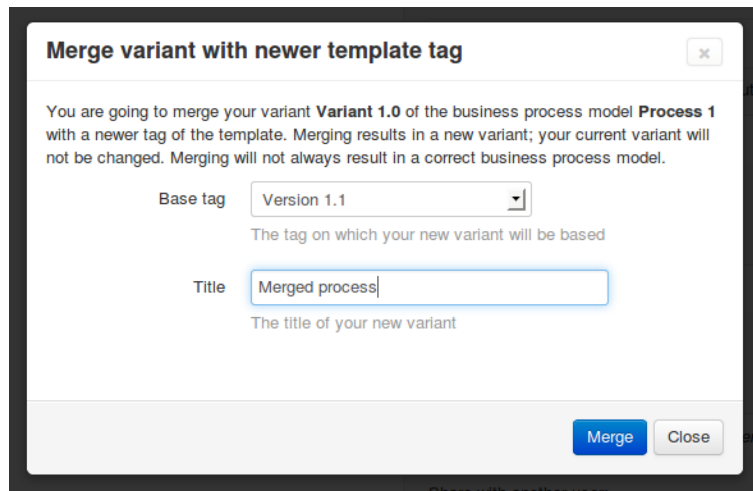 Merge variant with newer template tag
×
You are going to merge your variant Variant 1.0 of the business process model Process 1
with a newer tag of the template. Merging results in a new variant; your current variant will
not be changed. Merging will not always result in a correct business process model.
Base tag
Version 1.1
The tag on which your new variant will be based
Title
Merged process
The title of your new variant
Merge
Close